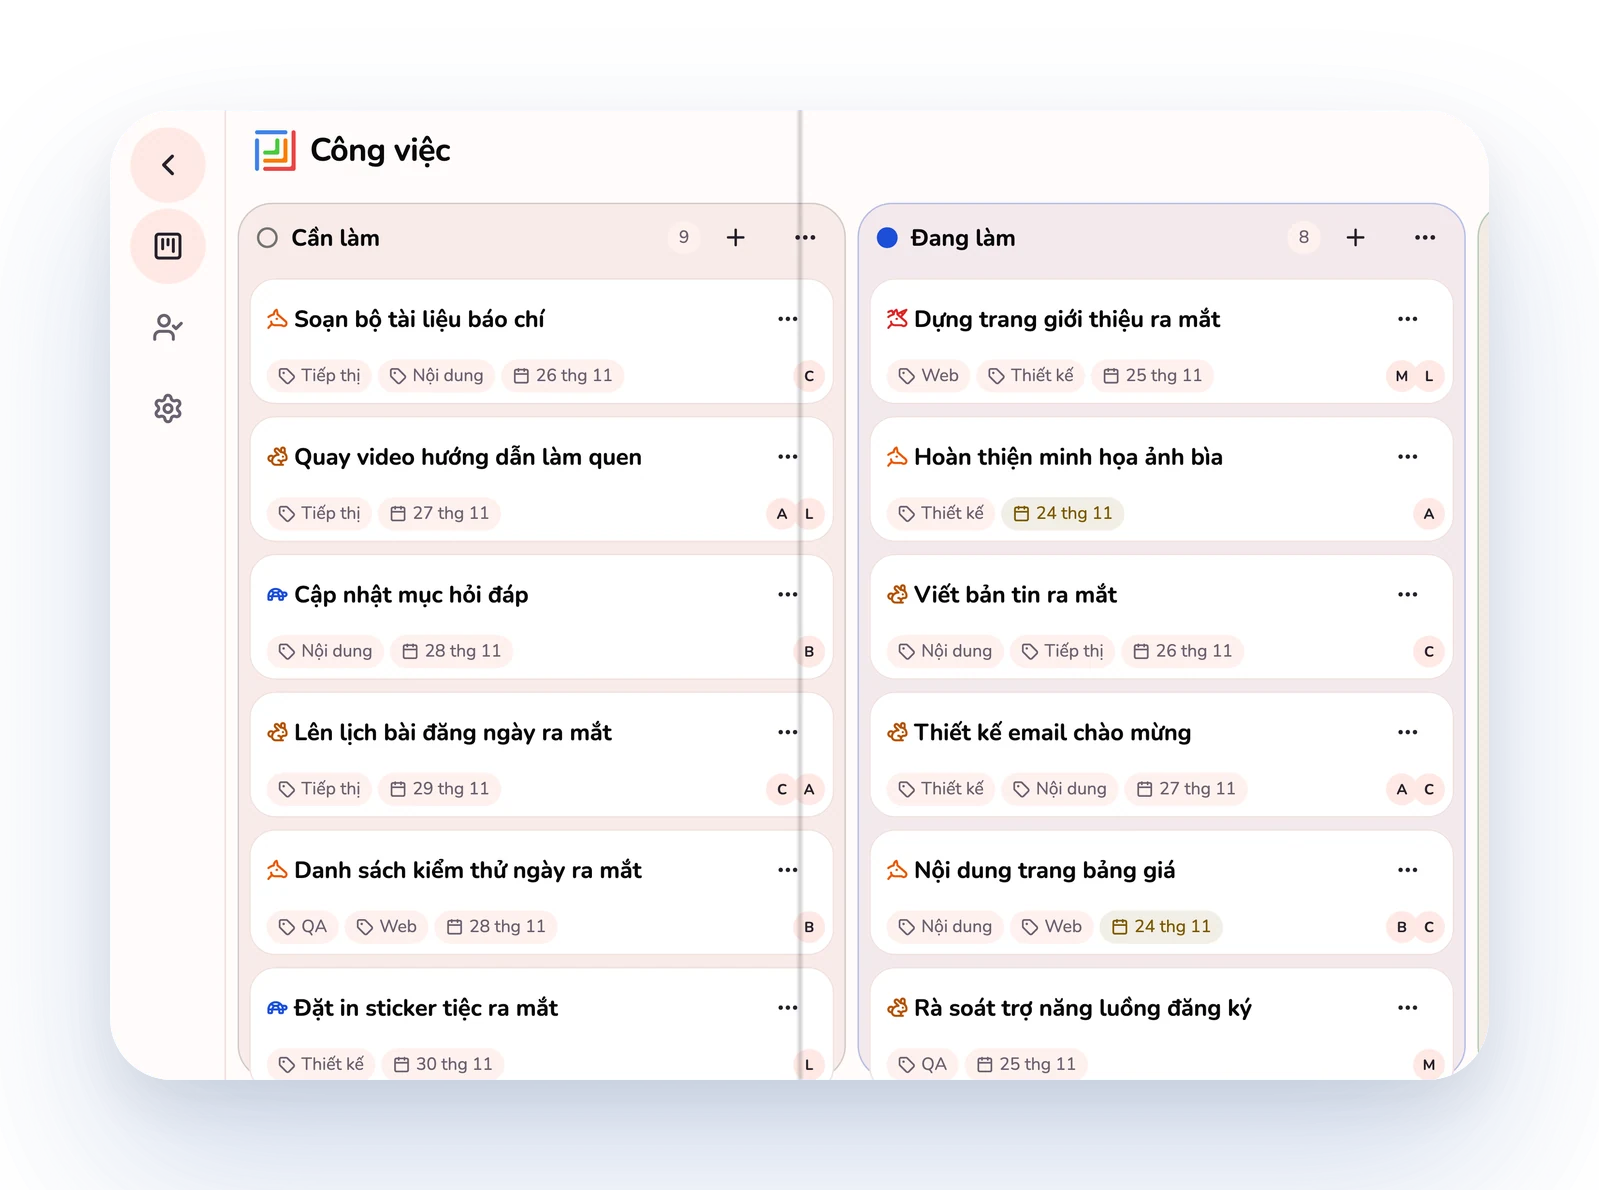 Công việc
Cần làm
9
Soạn bộ tài liệu báo chí
Tiếp thị
Nội dung
26 thg 11
C
Quay video hướng dẫn làm quen
Tiếp thị
27 thg 11
A
L
Cập nhật mục hỏi đáp
Nội dung
28 thg 11
B
Lên lịch bài đăng ngày ra mắt
Tiếp thị
29 thg 11
C
A
Danh sách kiểm thử ngày ra mắt
QA
Web
28 thg 11
B
Đặt in sticker tiệc ra mắt
Thiết kế
30 thg 11
L
Đang làm
8
Dựng trang giới thiệu ra mắt
Web
Thiết kế
25 thg 11
M
L
Hoàn thiện minh họa ảnh bìa
Thiết kế
24 thg 11
A
Viết bản tin ra mắt
Nội dung
Tiếp thị
26 thg 11
C
Thiết kế email chào mừng
Thiết kế
Nội dung
27 thg 11
A
C
Nội dung trang bảng giá
Nội dung
Web
24 thg 11
B
C
Rà soát trợ năng luồng đăng ký
QA
25 thg 11
M